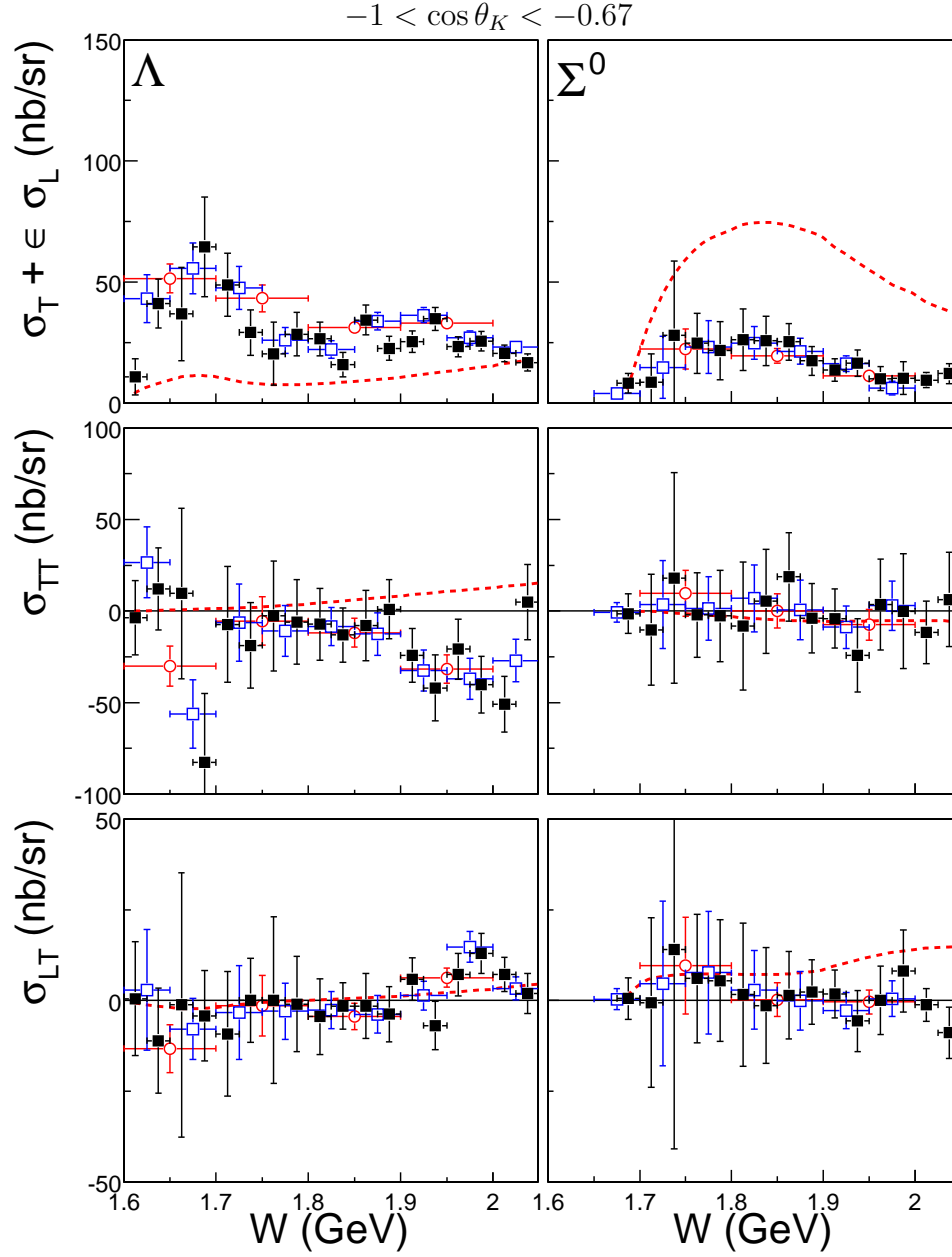 −1 < cos θ_K < −0.67
Λ
Σ⁰
σ_T + ∈ σ_L (nb/sr)
150
100
50
0
σ_TT (nb/sr)
100
50
0
-50
-100
σ_LT (nb/sr)
50
0
-50
1.6 1.7 1.8 1.9 2 1.6 1.7 1.8 1.9 2
W (GeV) W (GeV)